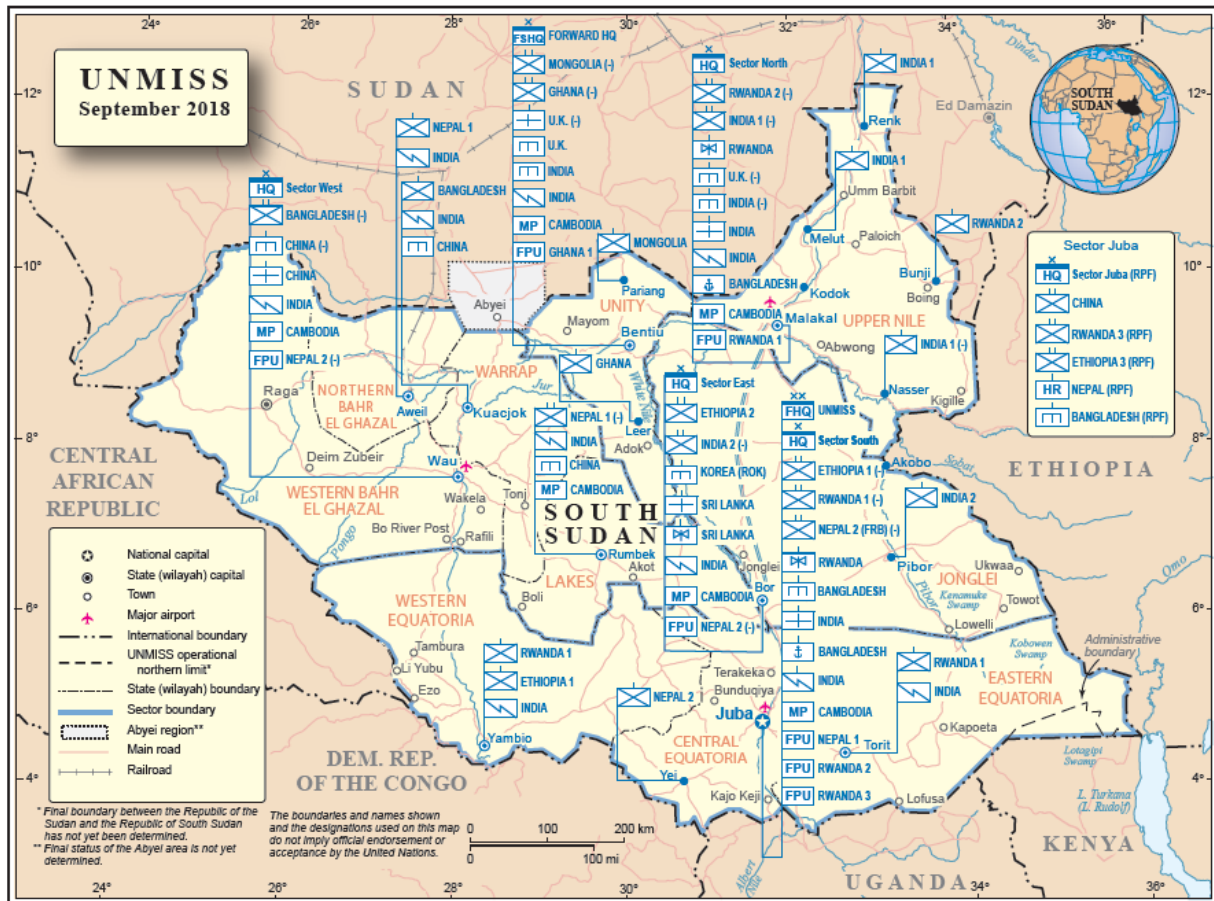 UNMISS
September 2018
24°
26°
28°
30°
32°
34°
36°
12°
10°
8°
6°
4°
12°
10°
8°
6°
4°
24°
26°
28°
30°
34°
36°
SUDAN
CENTRAL
AFRICAN
REPUBLIC
DEM. REP.
OF THE CONGO
UGANDA
KENYA
ETHIOPIA
SOUTH
SUDAN
SOUTH
SUDAN
HQ Sector West
BANGLADESH (-)
CHINA (-)
CHINA
INDIA
MP CAMBODIA
FPU NEPAL 2 (-)
NEPAL 1
INDIA
BANGLADESH
INDIA
CHINA
FSHQ FORWARD HQ
MONGOLIA (-)
GHANA (-)
U.K. (-)
U.K.
INDIA
INDIA
MP CAMBODIA
FPU GHANA 1
MONGOLIA
HQ Sector North
RWANDA 2 (-)
INDIA 1 (-)
RWANDA
U.K. (-)
INDIA (-)
INDIA
INDIA
BANGLADESH
MP CAMBODIA
FPU RWANDA 1
INDIA 1
INDIA 1
RWANDA 2
INDIA 1 (-)
GHANA
NEPAL 1 (-)
INDIA
CHINA
MP CAMBODIA
HQ Sector East
ETHIOPIA 2
INDIA 2 (-)
KOREA (ROK)
SRI LANKA
SRI LANKA
INDIA
MP CAMBODIA
FPU NEPAL 2 (-)
FHQ UNMISS
HQ Sector South
ETHIOPIA 1 (-)
RWANDA 1 (-)
NEPAL 2 (FRB) (-)
RWANDA
BANGLADESH
INDIA
BANGLADESH
INDIA
MP CAMBODIA
FPU NEPAL 1
FPU RWANDA 2
FPU RWANDA 3
INDIA 2
RWANDA 1
INDIA
RWANDA 1
ETHIOPIA 1
INDIA
NEPAL 2
Sector Juba
HQ Sector Juba (RPF)
CHINA
RWANDA 3 (RPF)
ETHIOPIA 3 (RPF)
HR NEPAL (RPF)
BANGLADESH (RPF)
Dinder
Ed Damazin
Renk
Umm Barbit
Melut
Paloich
Bunji
Boing
Kodok
Malakal
UPPER NILE
Abwong
Nasser
Kigille
Abyei
Mayom
UNITY
Pariang
Bentiu
White Nile
Leer
Adok
WARRAP
Jur
Raga
NORTHERN
BAHR
EL GHAZAL
Aweil
Kuacjok
Deim Zubeir
Wau
WESTERN BAHR
EL GHAZAL
Lol
Pongo
Wakela
Tonj
Bo River Post
Rafili
LAKES
Rumbek
Akot
Boli
WESTERN
EQUATORIA
Tambura
Li Yubu
Ezo
Yambio
Akobo
Sobat
Pibor
Pibor
JONGLEI
Jonglei
Bor
Kenamuke
Swamp
Ukwaa
Towot
Lowelli
Kobowen
Swamp
Omo
Administrative
boundary
EASTERN
EQUATORIA
Terakeka
Bunduqiya
Juba
CENTRAL
EQUATORIA
Yei
Kajo Keji
Torit
Kapoeta
Lofusa
Lotagipi
Swamp
L. Turkana
(L. Rudolf)
Albert
Nile
National capital
State (wilayah) capital
Town
Major airport
International boundary
UNMISS operational
northern limit*
State (wilayah) boundary
Sector boundary
Abyei region**
Main road
Railroad
* Final boundary between the Republic of the
Sudan and the Republic of South Sudan
has not yet been determined.
** Final status of the Abyei area is not yet
determined.
The boundaries and names shown
and the designations used on this map
do not imply official endorsement or
acceptance by the United Nations.
0 100 200 km
0 100 mi